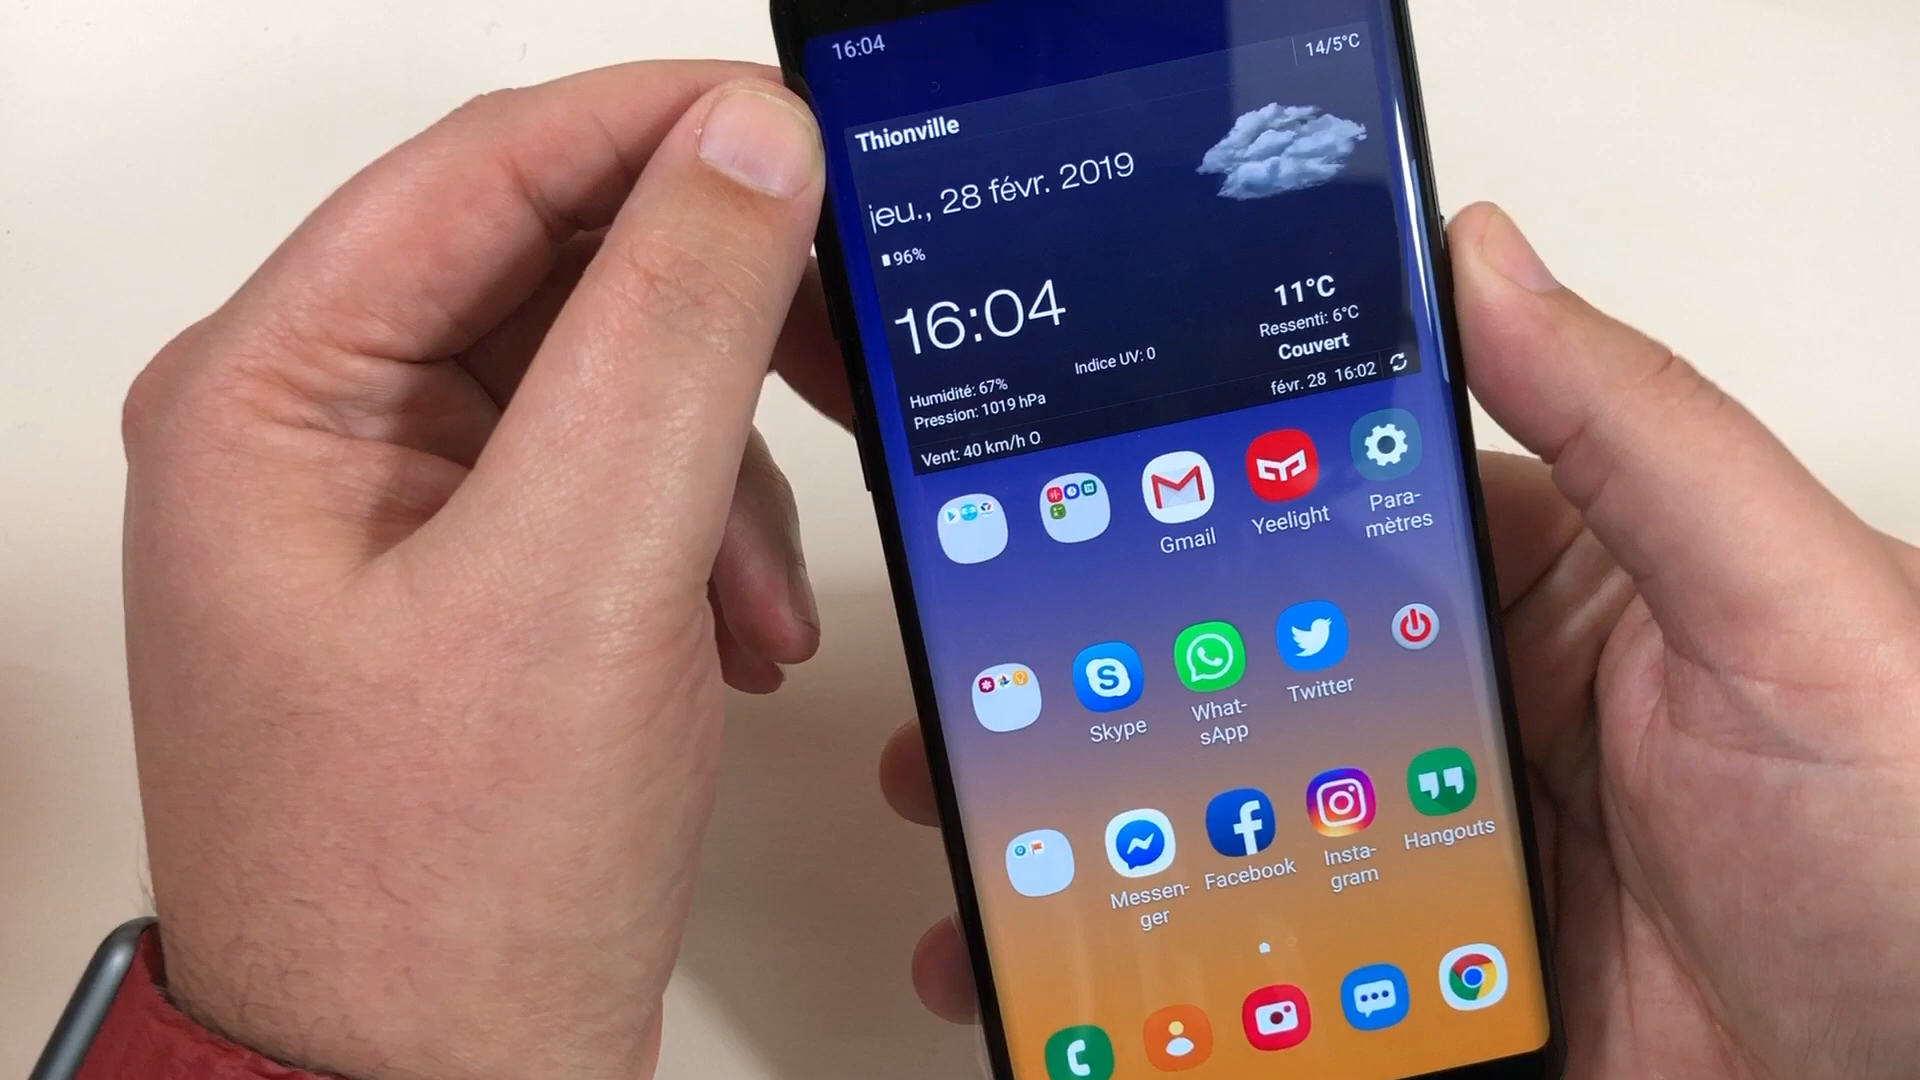 16:04
14/5°C
Thionville
jeu., 28 févr. 2019
96%
16:04
11°C
Ressenti: 6°C
Couvert
Indice UV: 0
Humidité: 67%
Pression: 1019 hPa
févr. 28 16:02
Vent: 40 km/h O
Gmail
Yeelight
Para-
mètres
Skype
What-
sApp
Twitter
Messen-
ger
Facebook
Insta-
gram
Hangouts